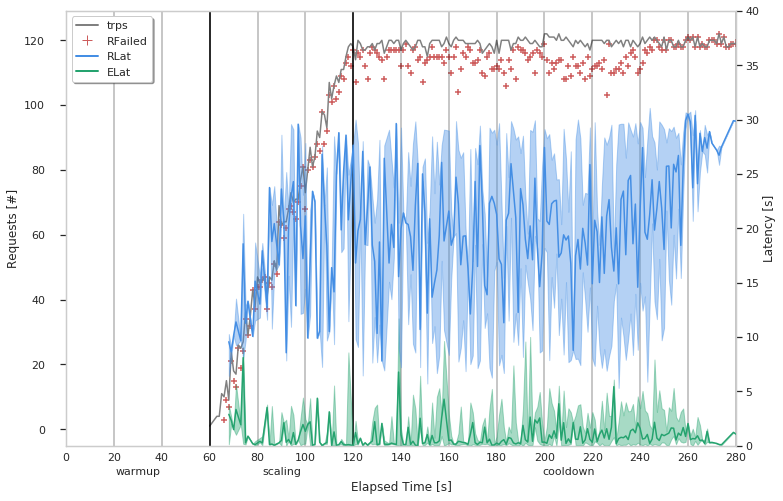 trps
RFailed
RLat
ELat
Requests [#]
120
100
80
60
40
20
0
Latency [s]
40
35
30
25
20
15
10
5
0
0 20 40 60 80 100 120 140 160 180 200 220 240 260 280
warmup scaling cooldown
Elapsed Time [s]